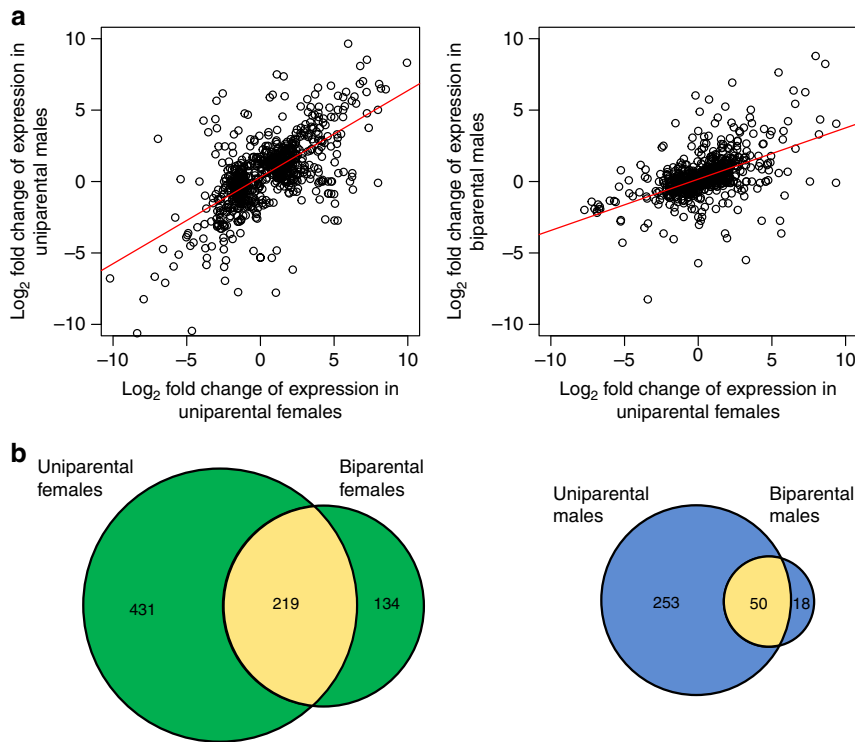 a
Log2 fold change of expression in
uniparental males
10
5
0
−5
−10
−10 −5 0 5 10
Log2 fold change of expression in
uniparental females
Log2 fold change of expression in
biparental males
10
5
0
−5
−10
−10 −5 0 5 10
Log2 fold change of expression in
uniparental females
b
Uniparental
females
Biparental
females
431
219
134
Uniparental
males
Biparental
males
253
50
18